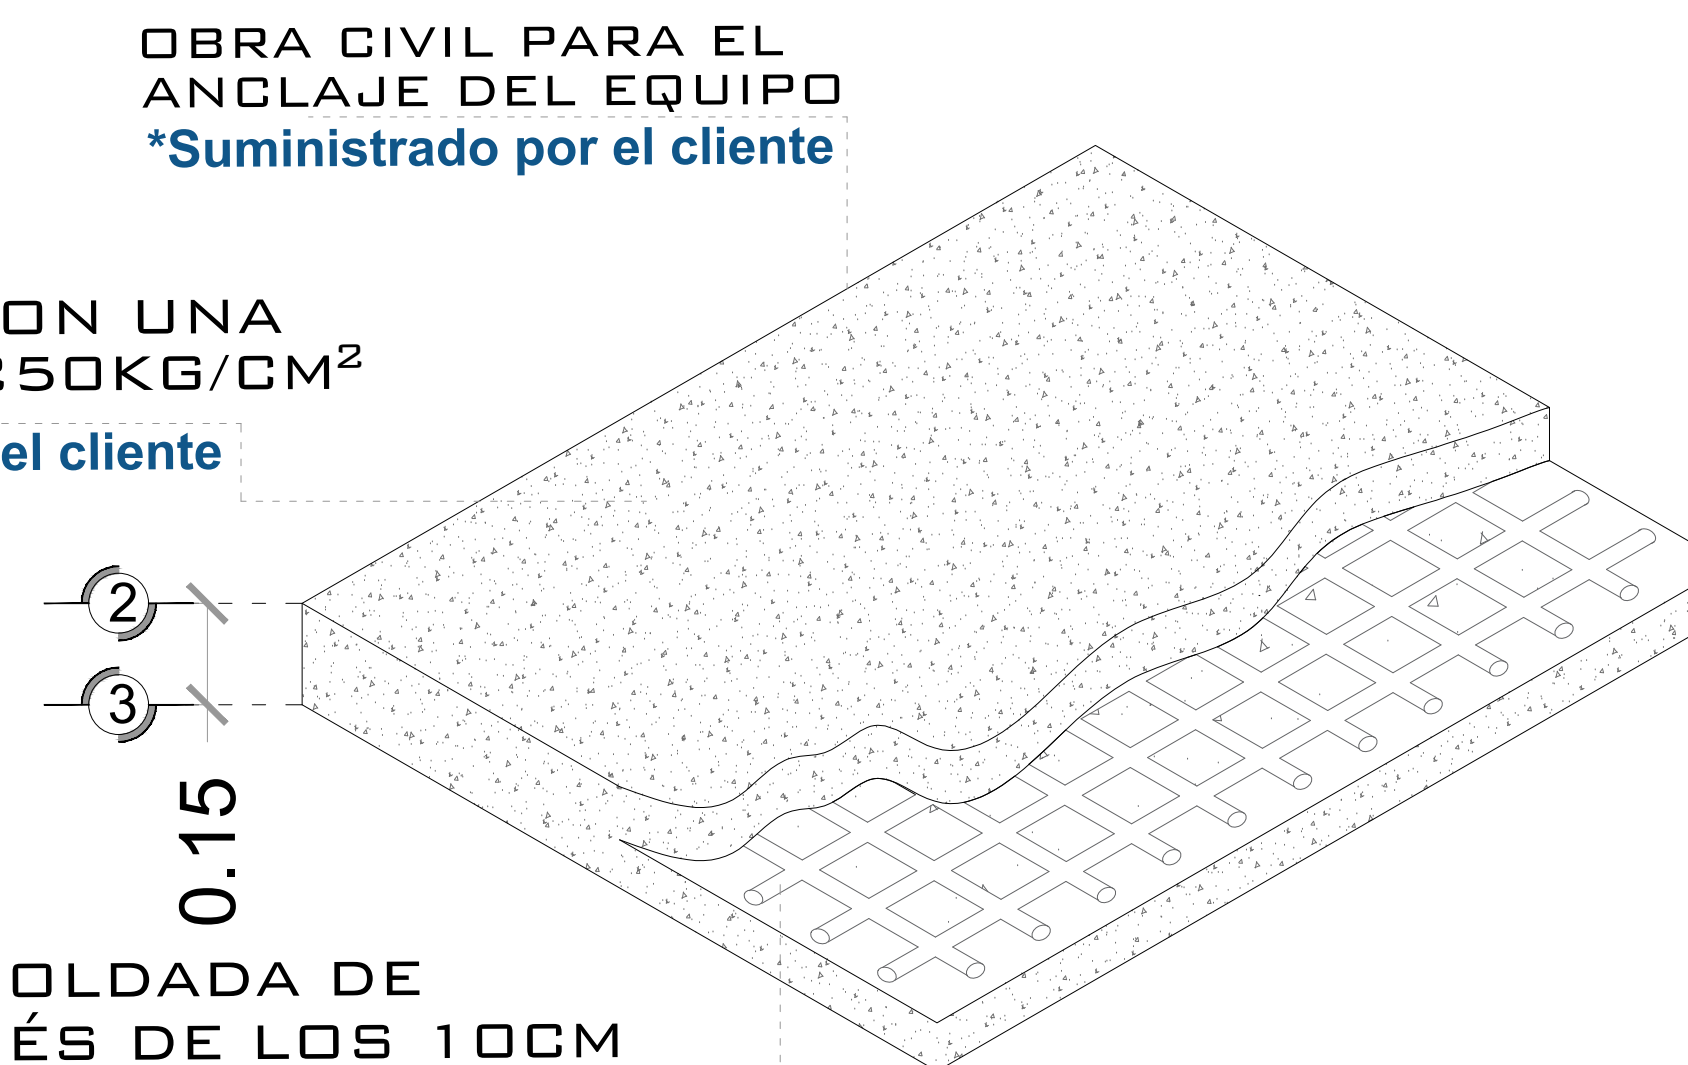 OBRA CIVIL PARA EL
ANCLAJE DEL EQUIPO
*Suministrado por el cliente
ON UNA
250KG/CM²
el cliente
2
3
0.15
OLDADA DE
ÉS DE LOS 10CM